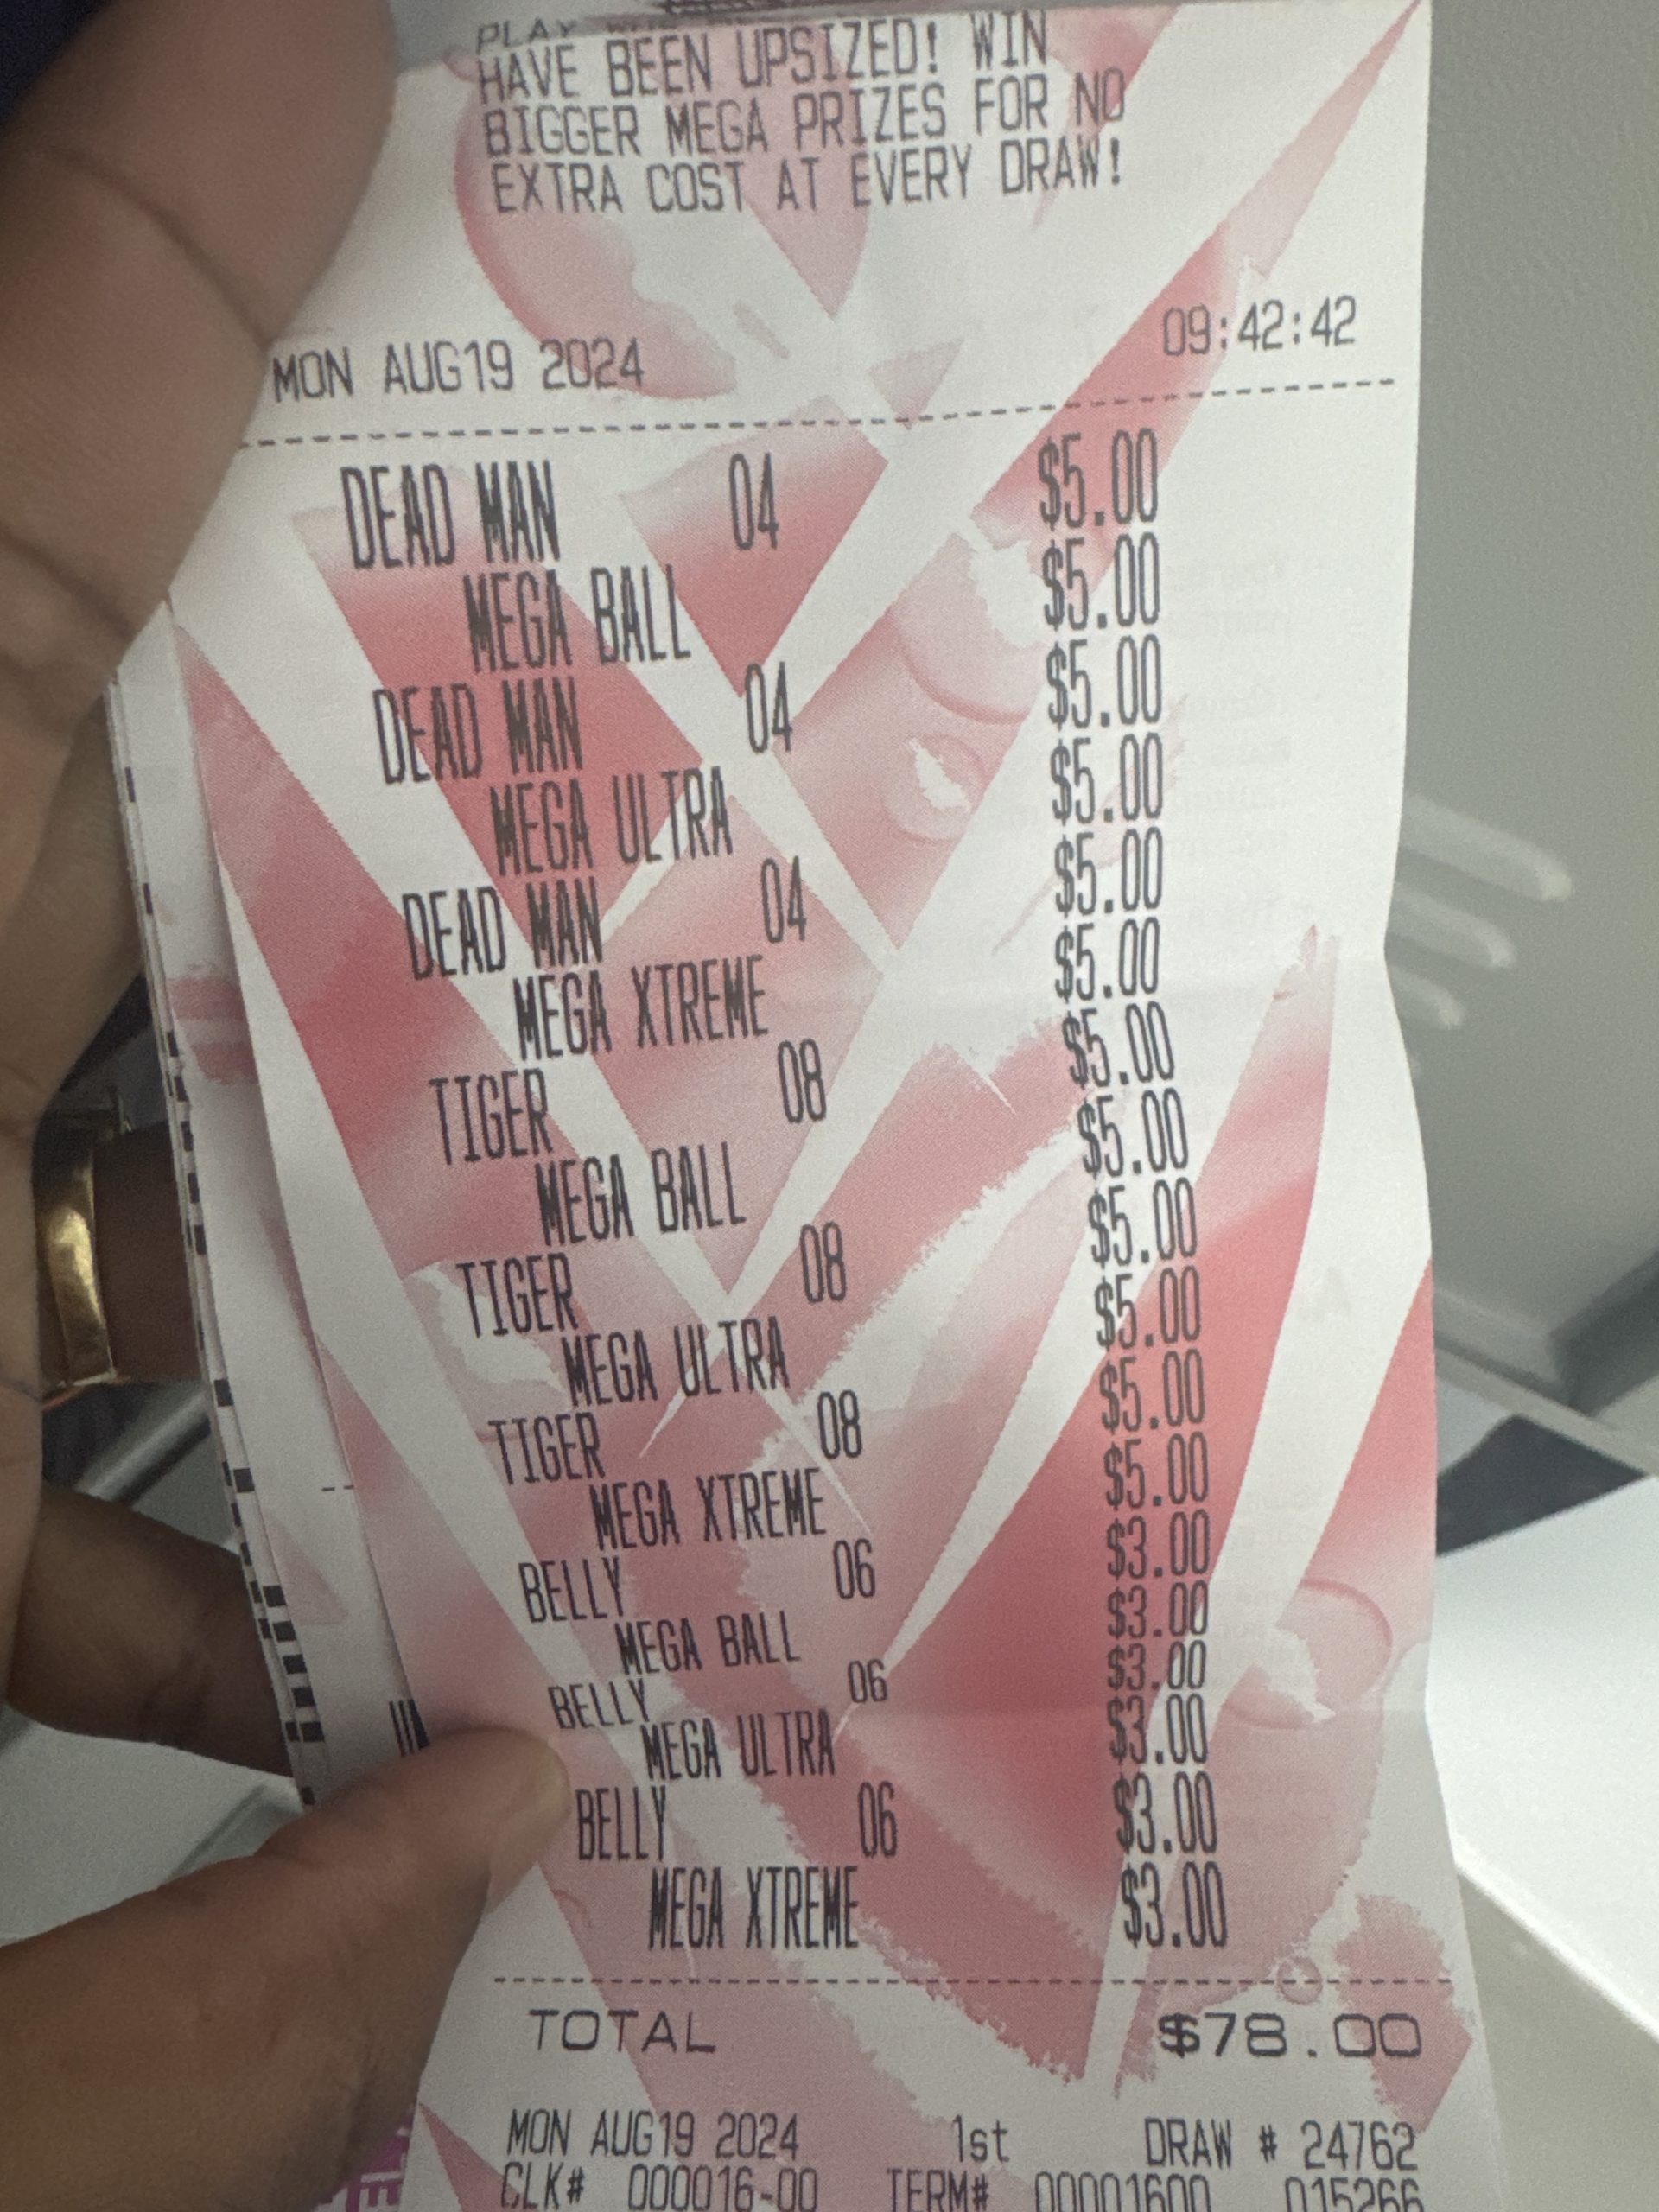 PLAY
HAVE BEEN UPSIZED! WIN
BIGGER MEGA PRIZES FOR NO
EXTRA COST AT EVERY DRAW!
MON AUG19 2024 09:42:42
DEAD MAN 04 $5.00
MEGA BALL $5.00
DEAD MAN 04 $5.00
MEGA ULTRA $5.00
DEAD MAN 04 $5.00
MEGA XTREME $5.00
TIGER 08 $5.00
MEGA BALL $5.00
TIGER 08 $5.00
MEGA ULTRA $5.00
TIGER 08 $5.00
MEGA XTREME $5.00
BELLY 06 $3.00
MEGA BALL $3.00
BELLY 06 $3.00
MEGA ULTRA $3.00
BELLY 06 $3.00
MEGA XTREME $3.00
TOTAL $78.00
MON AUG19 2024 1st DRAW # 24762
CLK# 000016-00 TERM# 00001600 015266